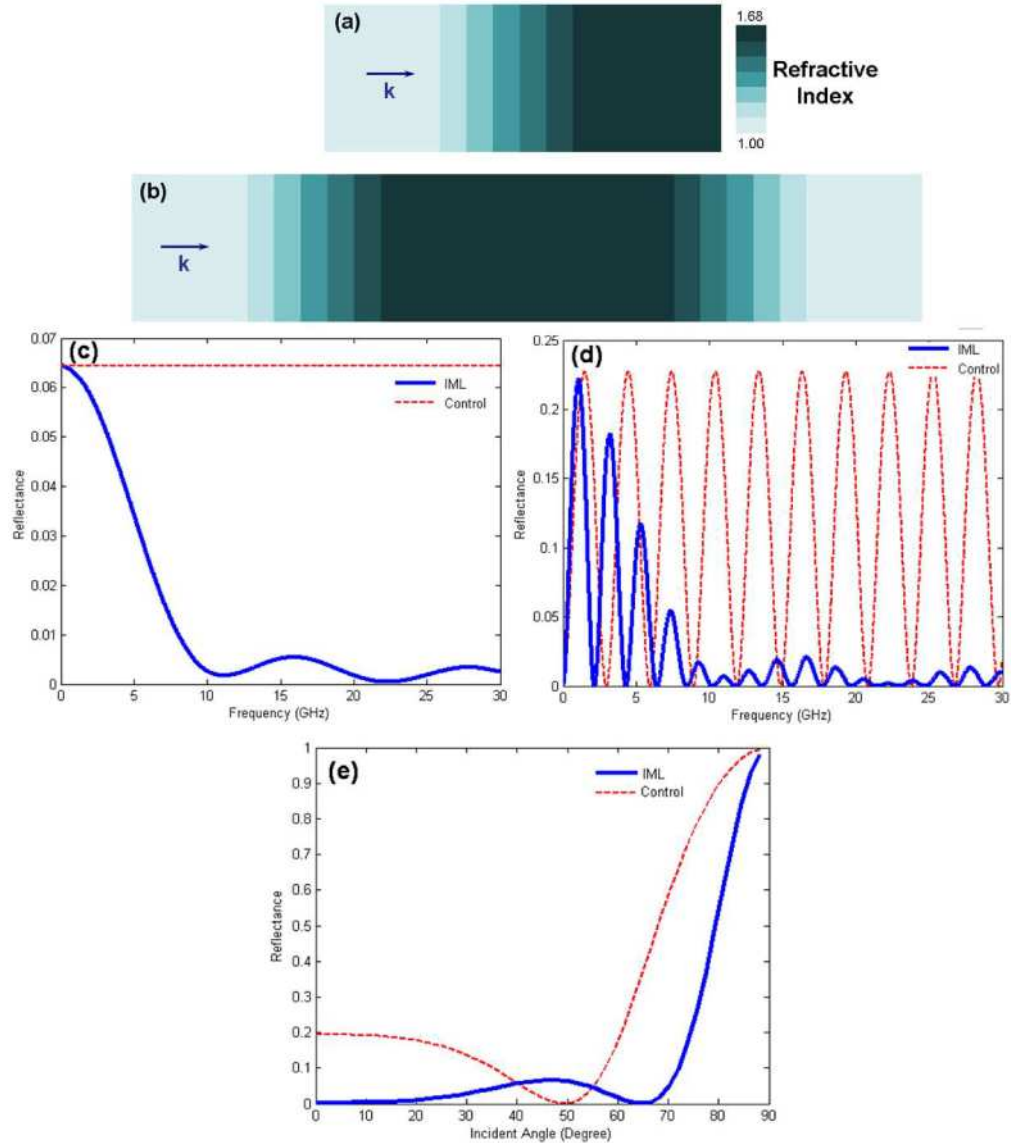 (a)
k
1.68
Refractive
Index
1.00
(b)
k
(c)
0.07
0.06
0.05
0.04
0.03
0.02
0.01
0
Reflectance
IML
Control
0 5 10 15 20 25 30
Frequency (GHz)
(d)
0.25
0.2
0.15
0.1
0.05
0
Reflectance
IML
Control
0 5 10 15 20 25 30
Frequency (GHz)
(e)
1
0.9
0.8
0.7
0.6
0.5
0.4
0.3
0.2
0.1
0
Reflectance
IML
Control
0 10 20 30 40 50 60 70 80 90
Incident Angle (Degree)